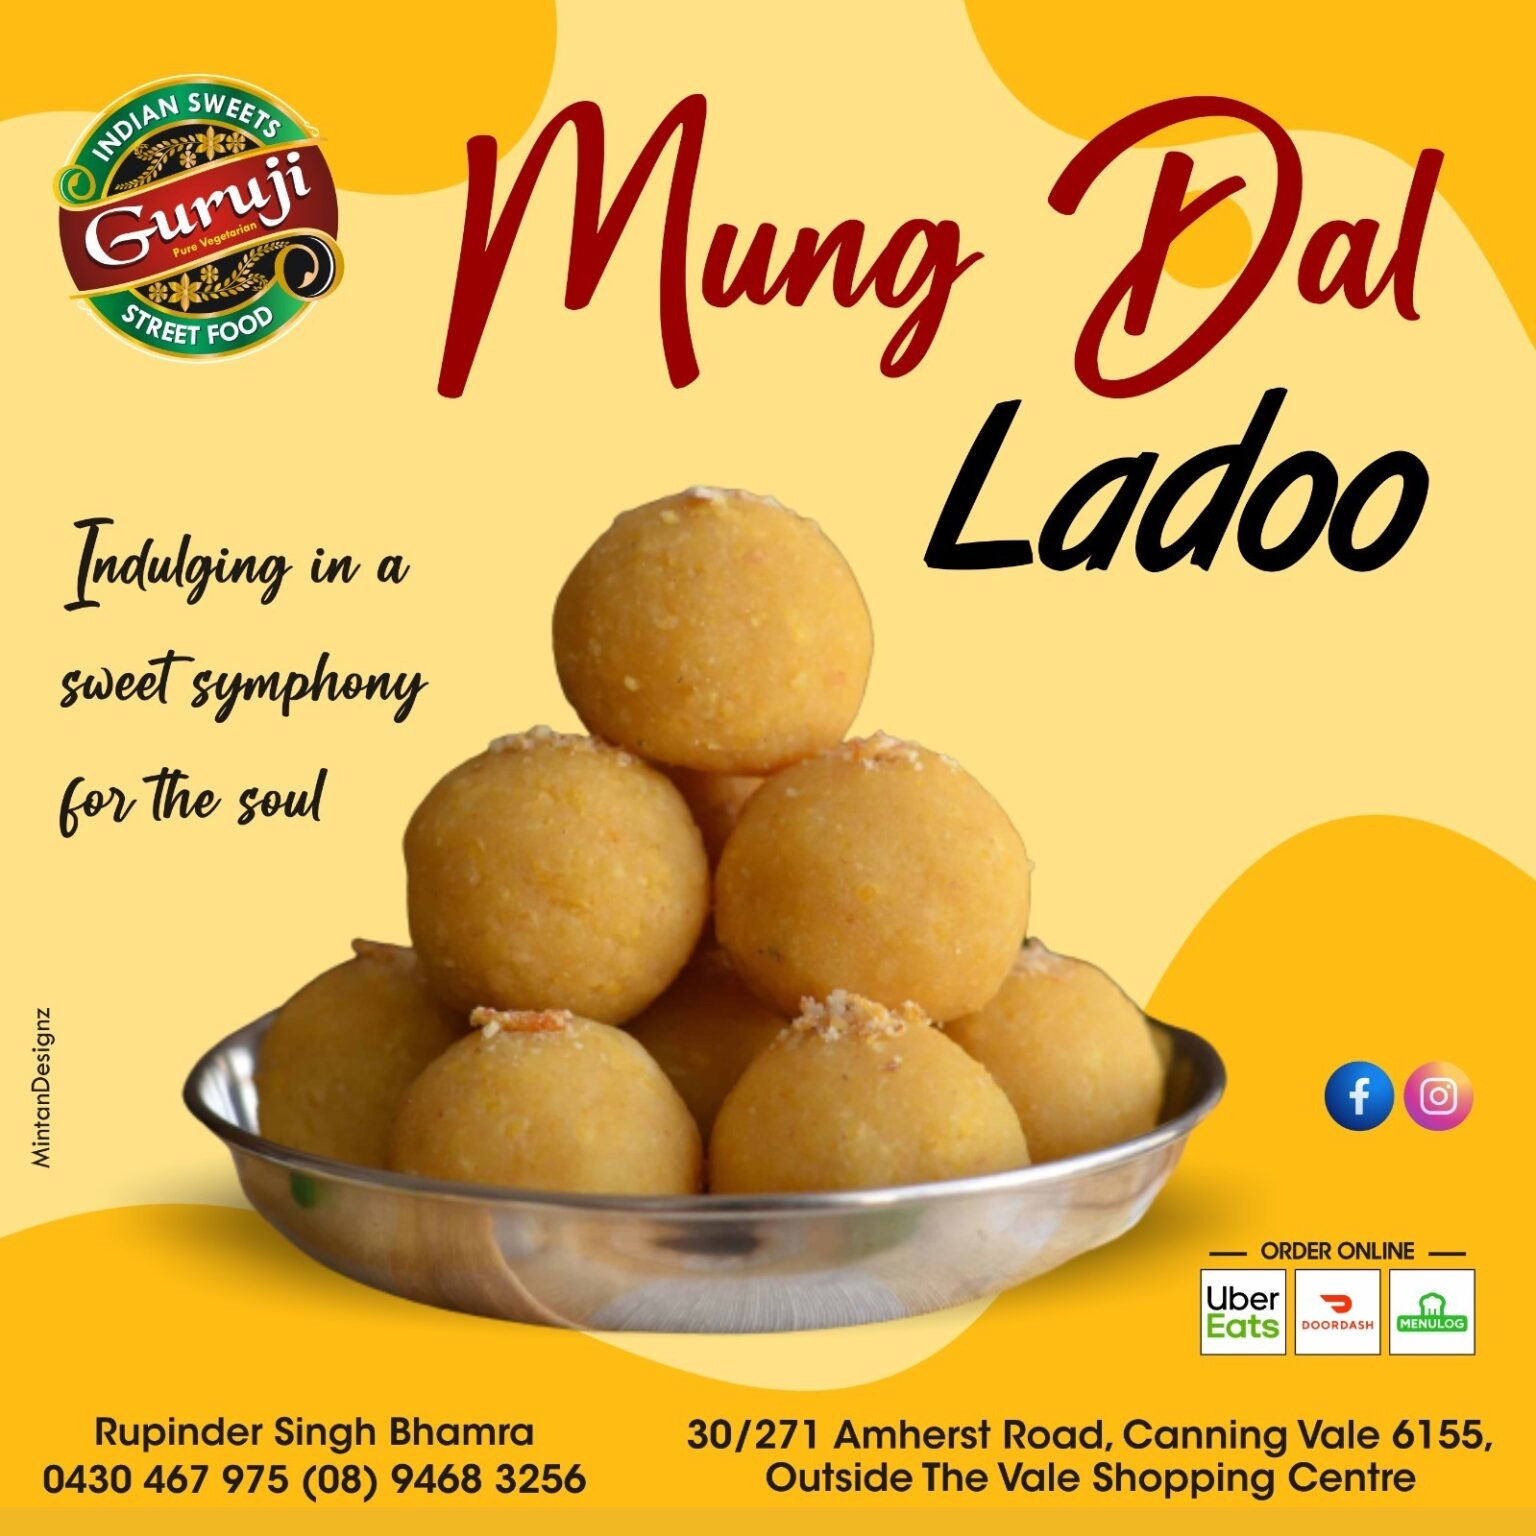 INDIAN SWEETS
Guruji
Pure Vegetarian
STREET FOOD
Mung Dal
Ladoo
Indulging in a
sweet symphony
for the soul
MintanDesignz
ORDER ONLINE
Uber
Eats
DOORDASH
MENULOG
Rupinder Singh Bhamra
0430 467 975 (08) 9468 3256
30/271 Amherst Road, Canning Vale 6155,
Outside The Vale Shopping Centre